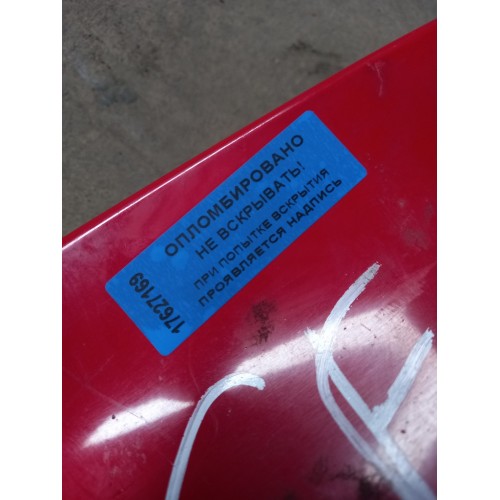 ОПЛОМБИРОВАНО
НЕ ВСКРЫВАТЬ!
ПРИ ПОПЫТКЕ ВСКРЫТИЯ
ПРОЯВЛЯЕТСЯ НАДПИСЬ
17627169